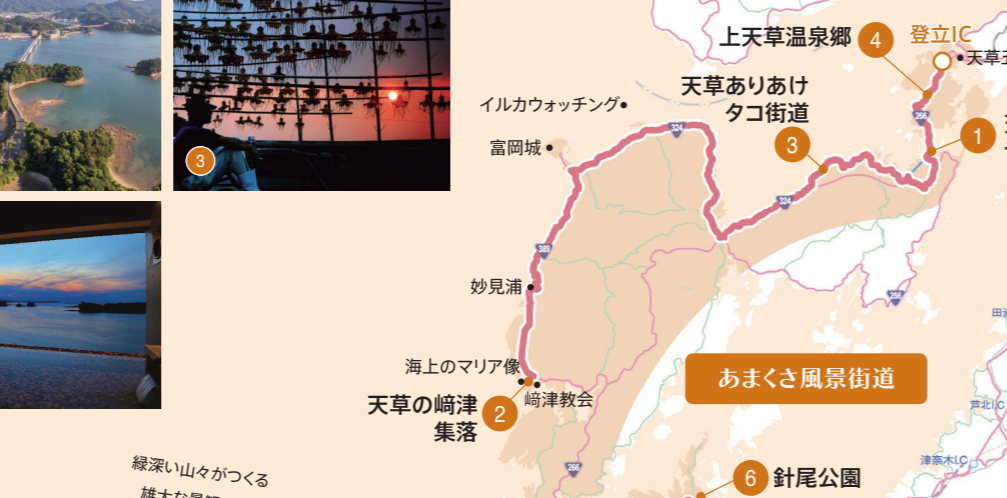 3
上天草温泉郷
4
登立IC
天草五
天草ありあけ
タコ街道
3
イルカウォッチング
富岡城
324
266
1
324
389
妙見浦
266
海上のマリア像
﨑津教会
天草の﨑津
集落
2
あまくさ風景街道
芦北I.C
津奈木I.C
266
6
針尾公園
緑深い山々がつくる